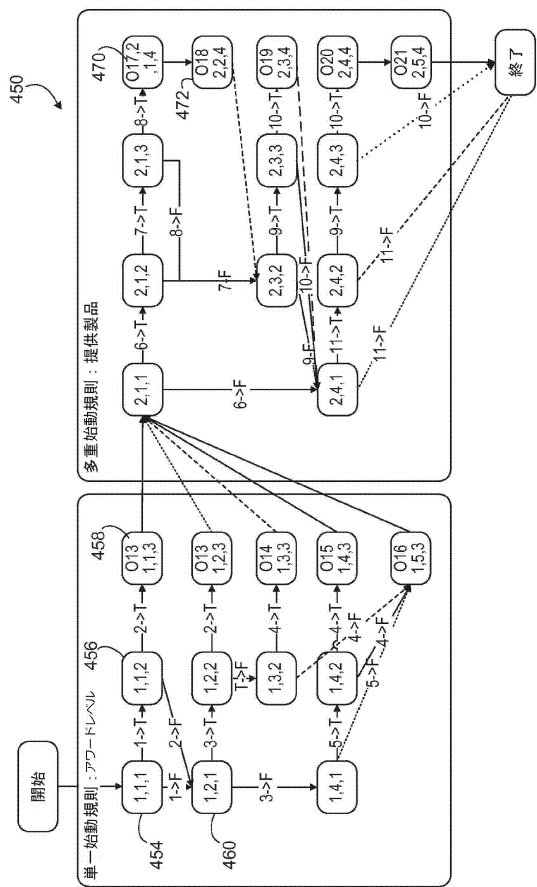 450
開始
単一始動規則：アワードレベル
454
1,1,1
1->T
456
1,1,2
2->T
458
O13
1,1,3
1->F
2->F
460
1,2,1
3->T
1,2,2
2->T
O13
1,2,3
T->F
1,3,2
4->T
O14
1,3,3
3->F
1,4,1
5->T
1,4,2
4->T
O15
1,4,3
4->F
5->F
4->F
O16
1,5,3
多重始動規則：提供製品
2,1,1
6->T
2,1,2
7->T
2,1,3
8->T
470
O17,2
,1,4
8->F
472
O18
2,2,4
7-F
6->F
2,3,2
9->T
2,3,3
10->T
O19
2,3,4
9-F
10->F
2,4,1
11->T
2,4,2
9->T
2,4,3
10->T
O20
2,4,4
O21
2,5,4
11->F
11->F
10->F
終了